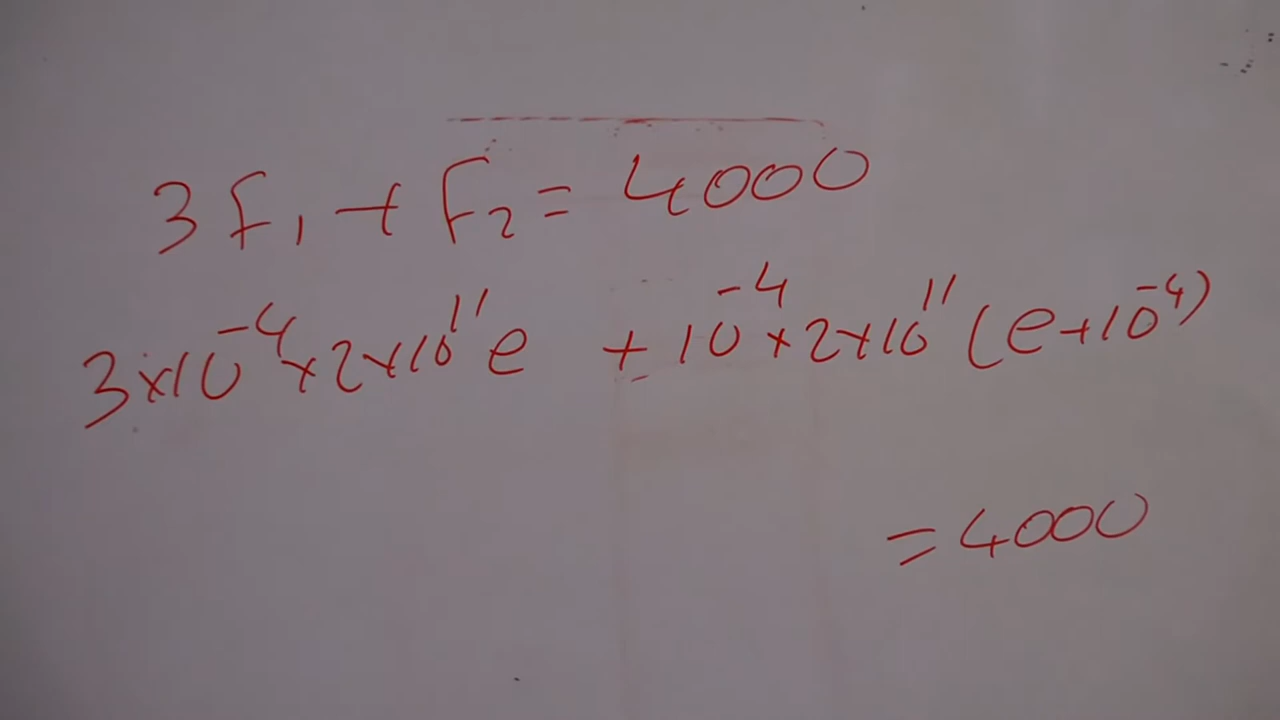 3F₁ + F₂ = 4000
3×10⁻⁴×2×10¹¹e + 10⁻⁴×2×10¹¹(e+10⁻⁴)
= 4000